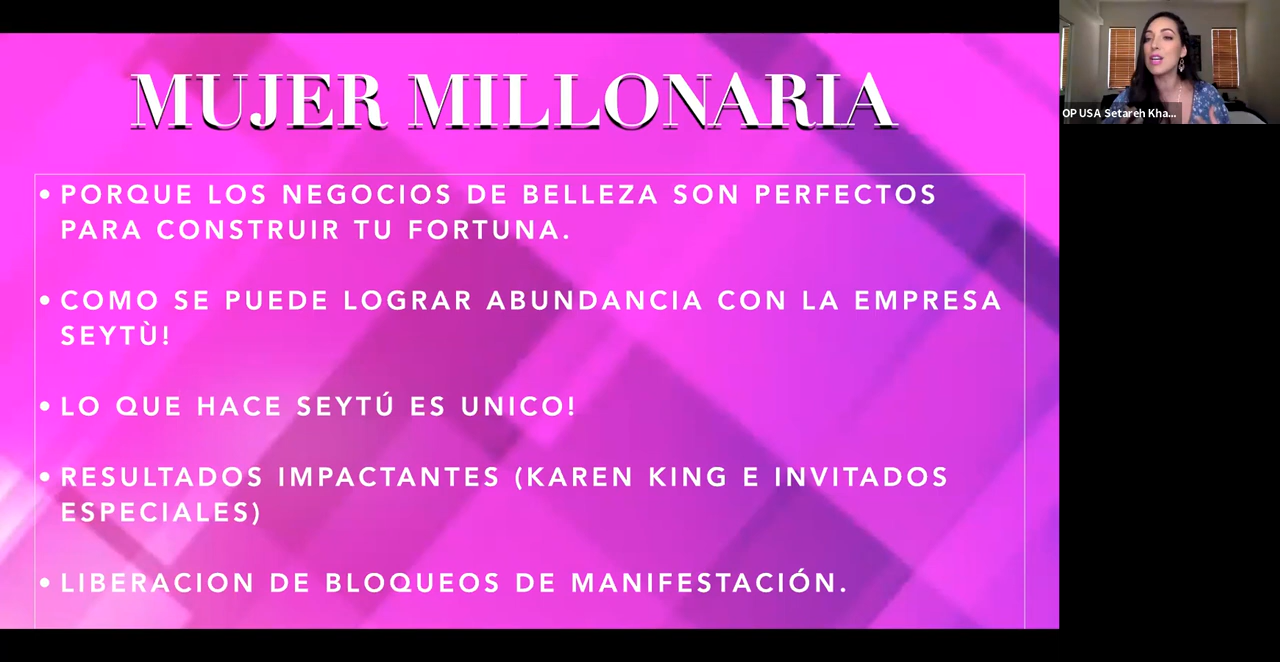 MUJER MILLONARIA
• PORQUE LOS NEGOCIOS DE BELLEZA SON PERFECTOS
PARA CONSTRUIR TU FORTUNA.
• COMO SE PUEDE LOGRAR ABUNDANCIA CON LA EMPRESA
SEYTÙ!
• LO QUE HACE SEYTÚ ES UNICO!
• RESULTADOS IMPACTANTES (KAREN KING E INVITADOS
ESPECIALES)
• LIBERACION DE BLOQUEOS DE MANIFESTACIÓN.
OP USA Setareh Kha...